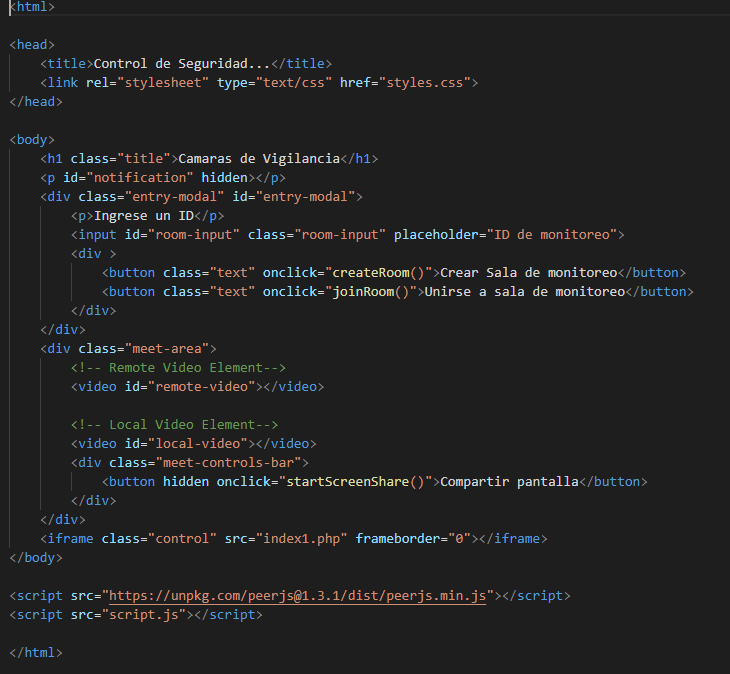 <html>
<head>
<title>Control de Seguridad...</title>
<link rel="stylesheet" type="text/css" href="styles.css">
</head>
<body>
<h1 class="title">Camaras de Vigilancia</h1>
<p id="notification" hidden></p>
<div class="entry-modal" id="entry-modal">
<p>Ingrese un ID</p>
<input id="room-input" class="room-input" placeholder="ID de monitoreo">
<div >
<button class="text" onclick="createRoom()">Crear Sala de monitoreo</button>
<button class="text" onclick="joinRoom()">Unirse a sala de monitoreo</button>
</div>
</div>
<div class="meet-area">
<!-- Remote Video Element-->
<video id="remote-video"></video>
<!-- Local Video Element-->
<video id="local-video"></video>
<div class="meet-controls-bar">
<button hidden onclick="startScreenShare()">Compartir pantalla</button>
</div>
</div>
<iframe class="control" src="index1.php" frameborder="0"></iframe>
</body>
<script src="https://unpkg.com/peerjs@1.3.1/dist/peerjs.min.js"></script>
<script src="script.js"></script>
</html>